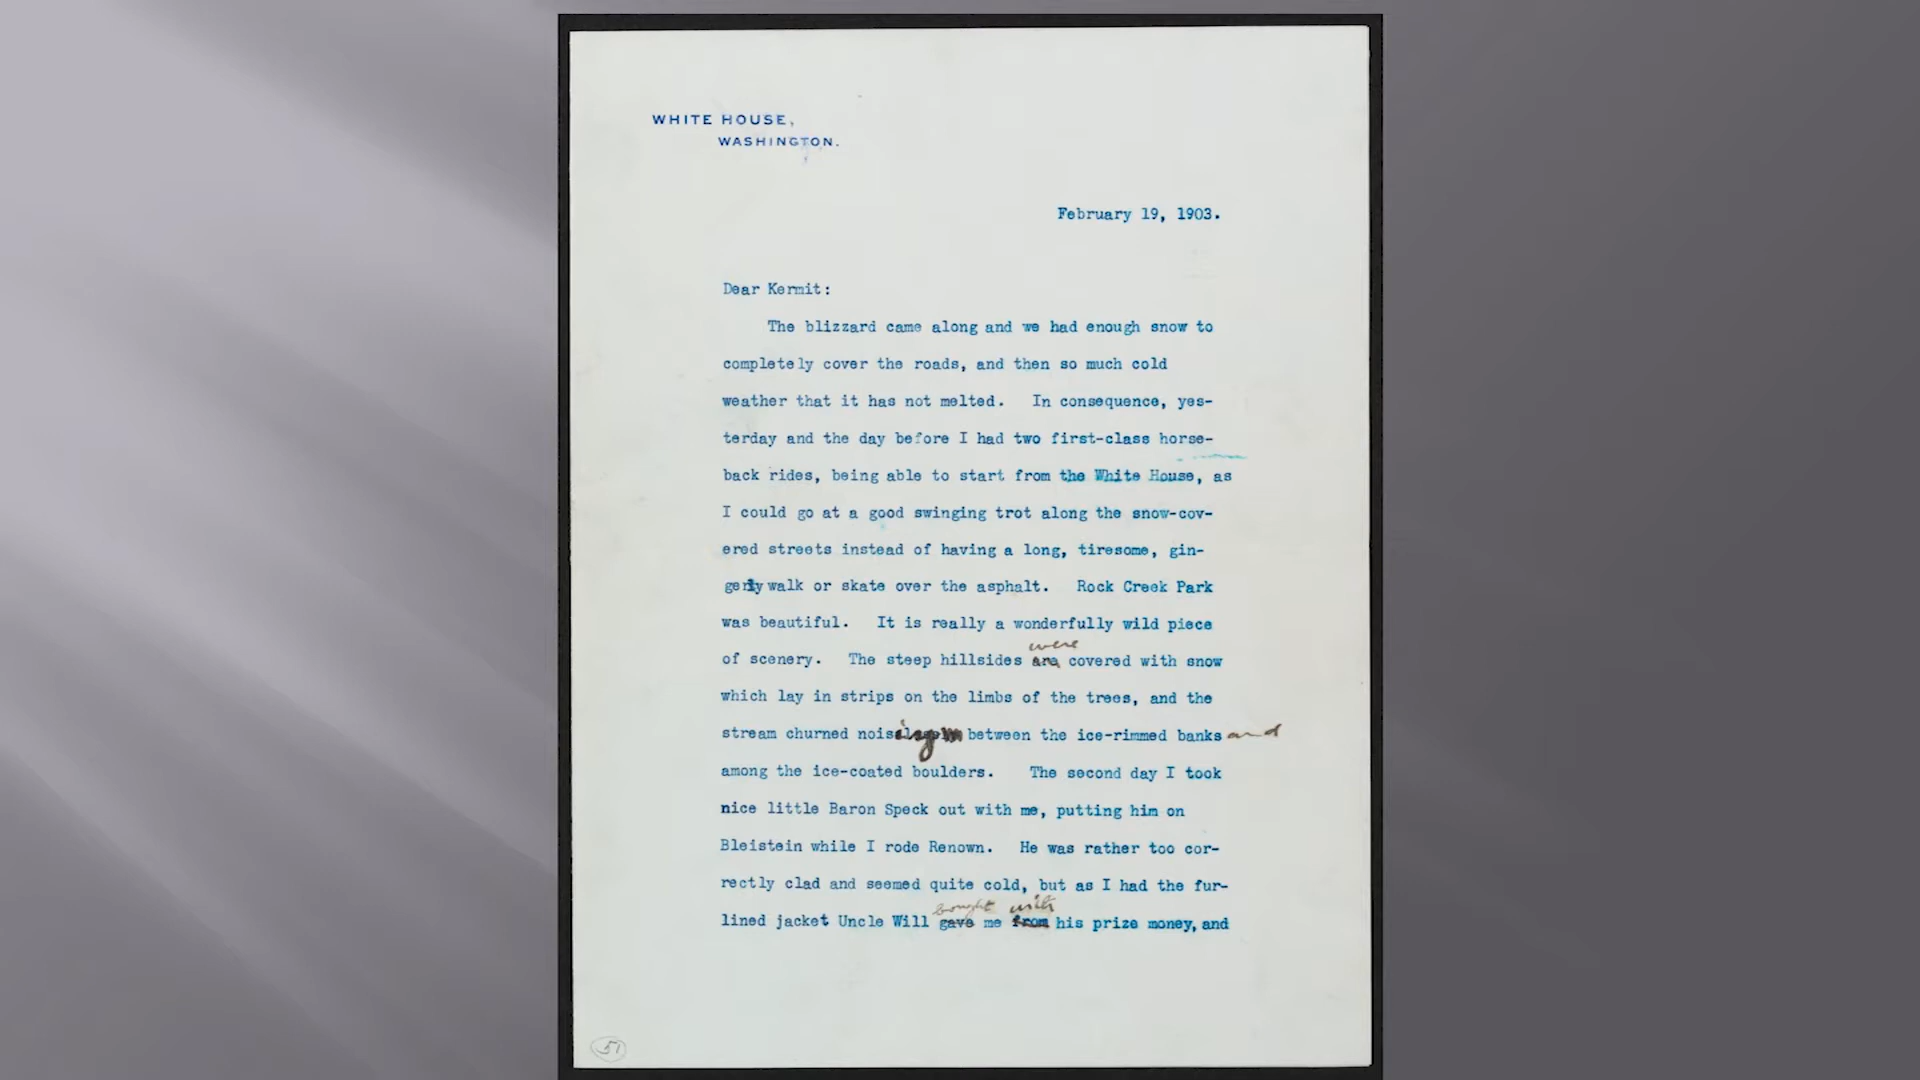 WHITE HOUSE,
WASHINGTON.
February 19, 1903.
Dear Kermit:
The blizzard came along and we had enough snow to
completely cover the roads, and then so much cold
weather that it has not melted. In consequence, yes-
terday and the day before I had two first-class horse-
back rides, being able to start from the White House, as
I could go at a good swinging trot along the snow-cov-
ered streets instead of having a long, tiresome, gin-
gerly walk or skate over the asphalt. Rock Creek Park
was beautiful. It is really a wonderfully wild piece
were
of scenery. The steep hillsides are covered with snow
which lay in strips on the limbs of the trees, and the
stream churned between the ice-rimmed banks and
among the ice-coated boulders. The second day I took
nice little Baron Speck out with me, putting him on
Bleistein while I rode Renown. He was rather too cor-
rectly clad and seemed quite cold, but as I had the fur-
bought with
lined jacket Uncle Will gave me from his prize money, and
51